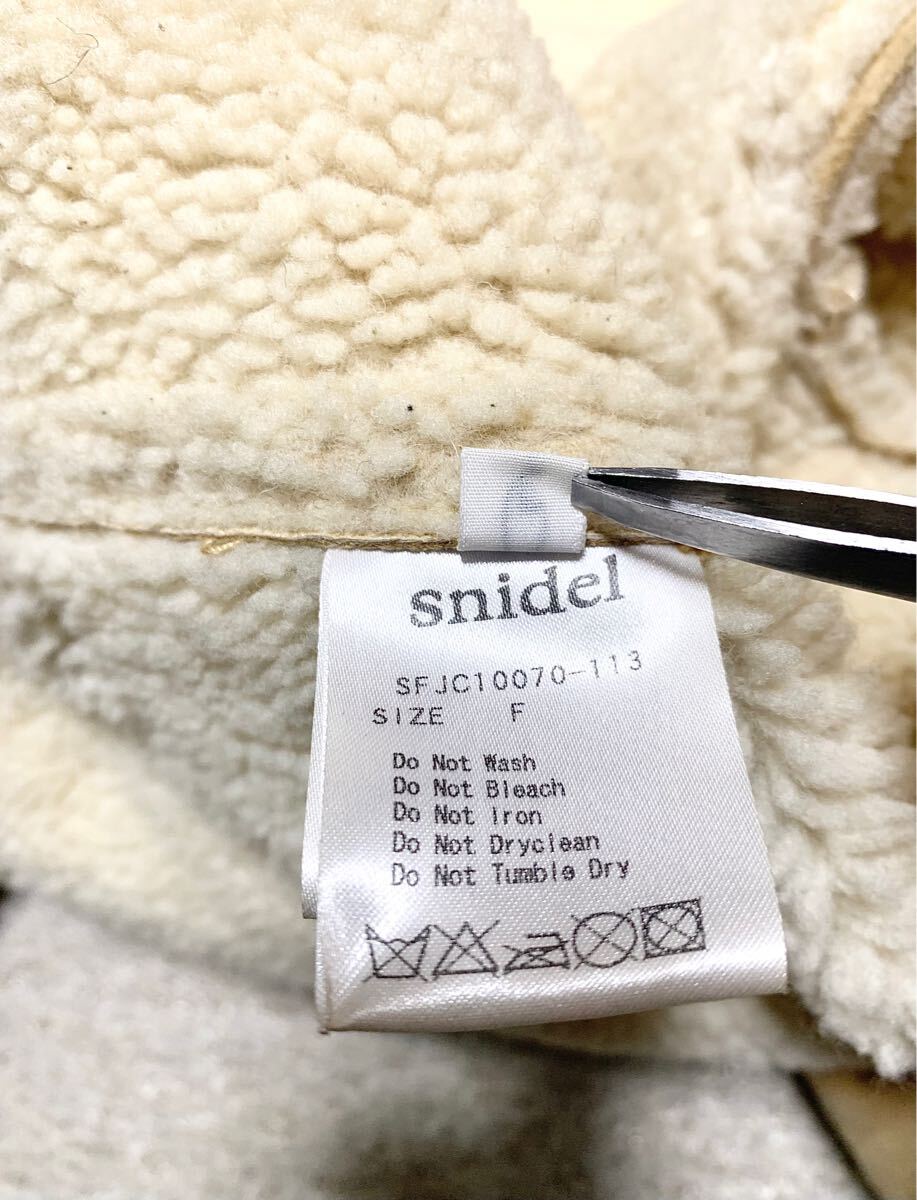 snidel
SFJC10070-113
SIZE F
Do Not Wash
Do Not Bleach
Do Not Iron
Do Not Dryclean
Do Not Tumble Dry